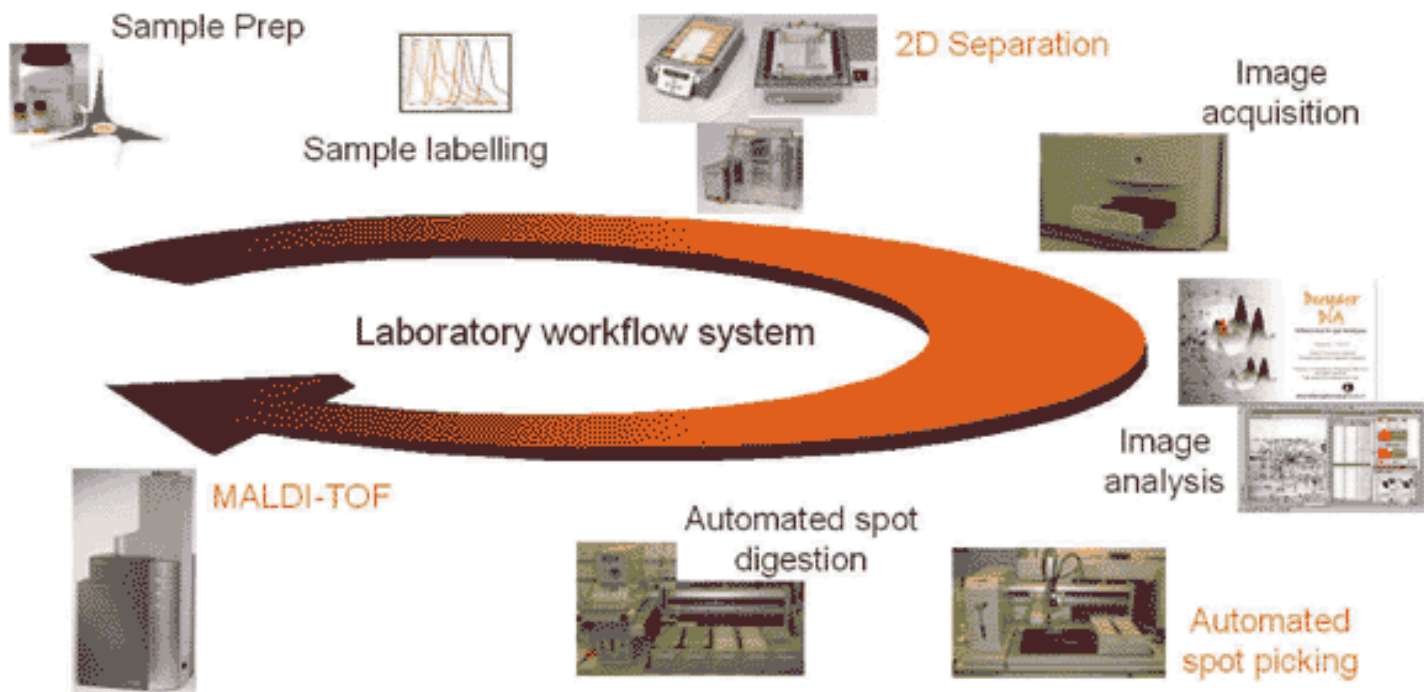 Sample Prep
Sample labelling
2D Separation
Image
acquisition
Laboratory workflow system
Image
analysis
Automated
spot picking
Automated spot
digestion
MALDI-TOF